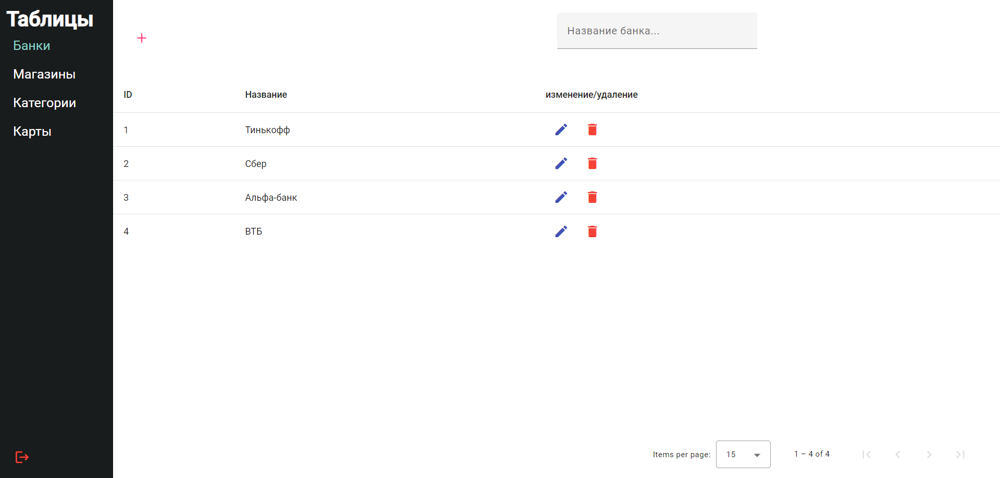 Таблицы
Банки
Магазины
Категории
Карты
Название банка...
ID Название изменение/удаление
1 Тинькофф
2 Сбер
3 Альфа-банк
4 ВТБ
Items per page: 15 1 – 4 of 4